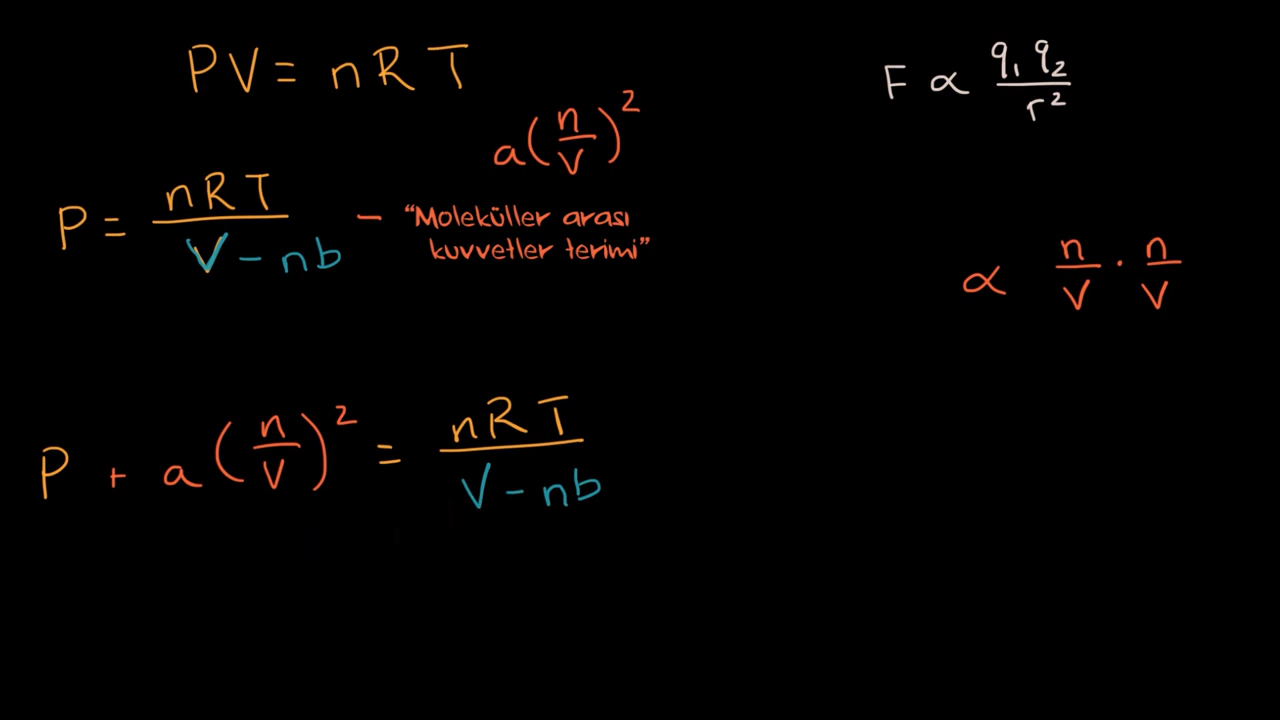 PV = nRT
F ∝ q₁q₂ / r²
a(n/V)²
P = nRT / (V - nb) - "Moleküller arası
kuvvetler terimi"
∝ n/V · n/V
P + a(n/V)² = nRT / (V - nb)